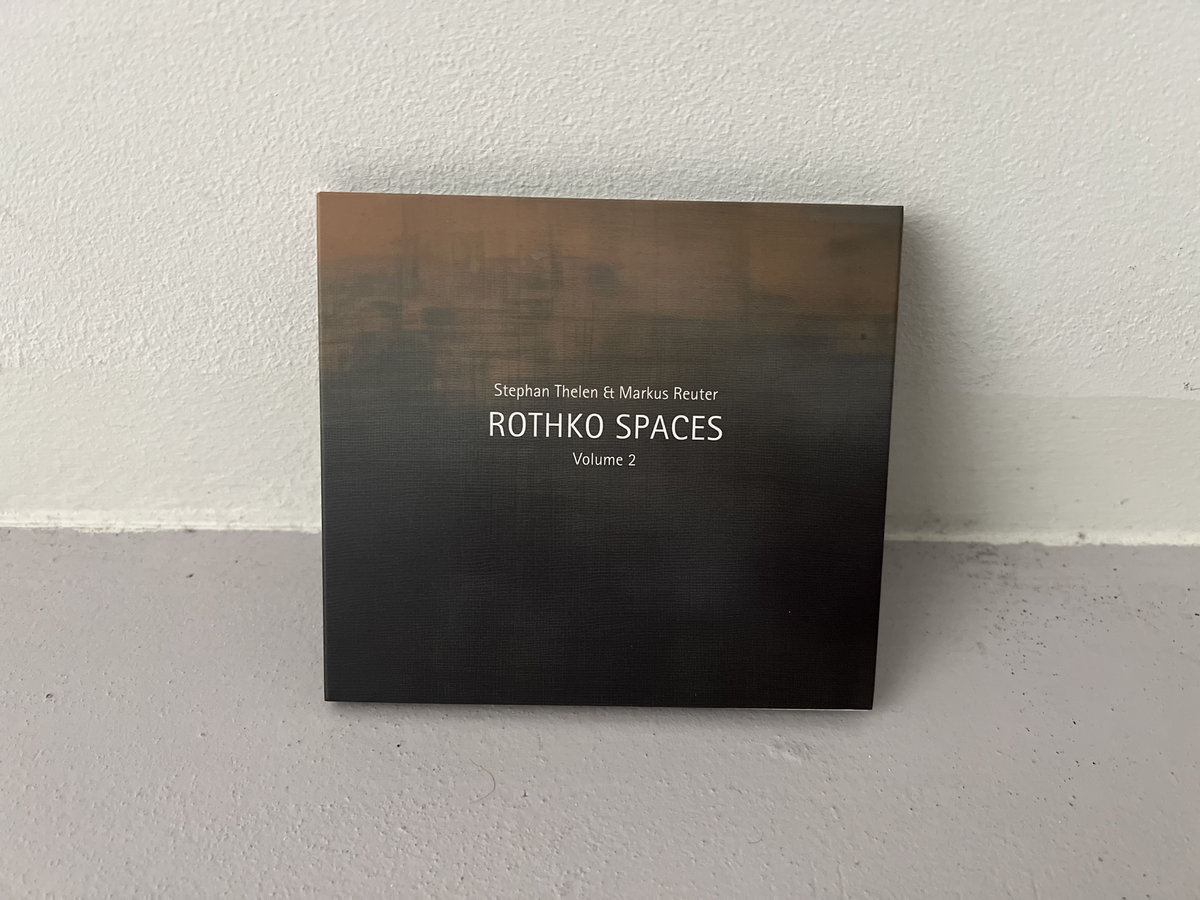 Stephan Thelen & Markus Reuter
ROTHKO SPACES
Volume 2